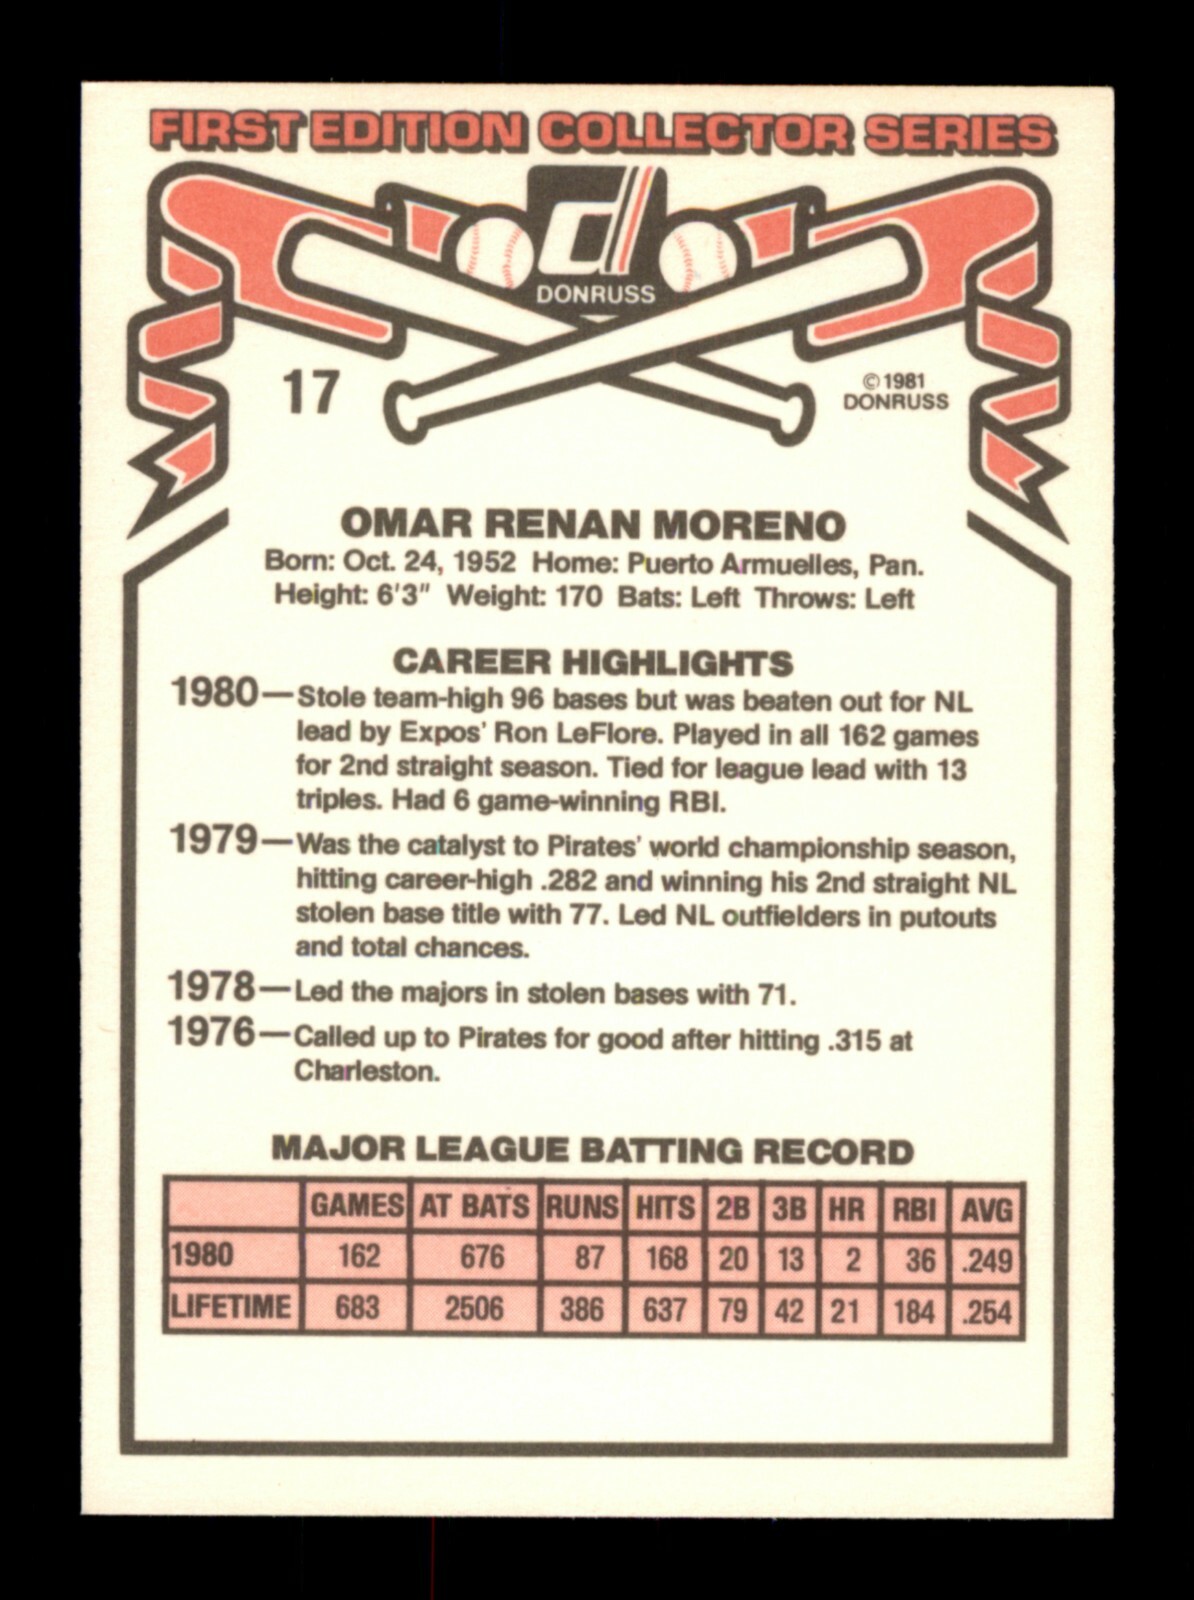 FIRST EDITION COLLECTOR SERIES
d
DONRUSS
17
© 1981
DONRUSS
OMAR RENAN MORENO
Born: Oct. 24, 1952 Home: Puerto Armuelles, Pan.
Height: 6'3" Weight: 170 Bats: Left Throws: Left
CAREER HIGHLIGHTS
1980—Stole team-high 96 bases but was beaten out for NL
lead by Expos' Ron LeFlore. Played in all 162 games
for 2nd straight season. Tied for league lead with 13
triples. Had 6 game-winning RBI.
1979—Was the catalyst to Pirates' world championship season,
hitting career-high .282 and winning his 2nd straight NL
stolen base title with 77. Led NL outfielders in putouts
and total chances.
1978—Led the majors in stolen bases with 71.
1976—Called up to Pirates for good after hitting .315 at
Charleston.
MAJOR LEAGUE BATTING RECORD
GAMES AT BATS RUNS HITS 2B 3B HR RBI AVG
1980 162 676 87 168 20 13 2 36 .249
LIFETIME 683 2506 386 637 79 42 21 184 .254